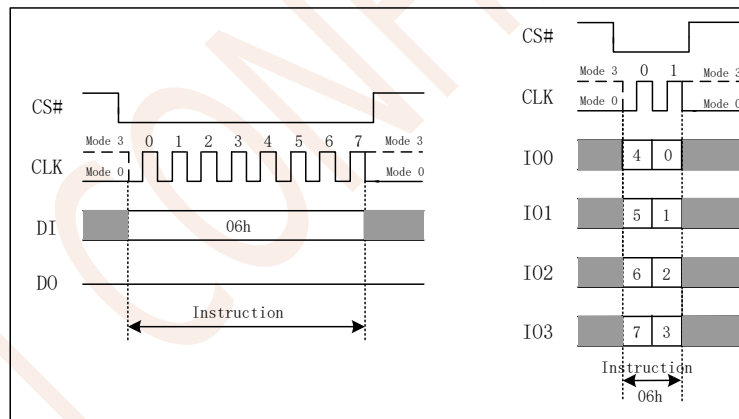 CS#
Mode 3 0 1 2 3 4 5 6 7 Mode 3
CLK
Mode 0 Mode 0
DI 06h
DO
Instruction
CS#
Mode 3 0 1 Mode 3
CLK
Mode 0 Mode 0
IO0 4 0
IO1 5 1
IO2 6 2
IO3 7 3
Instruction
06h